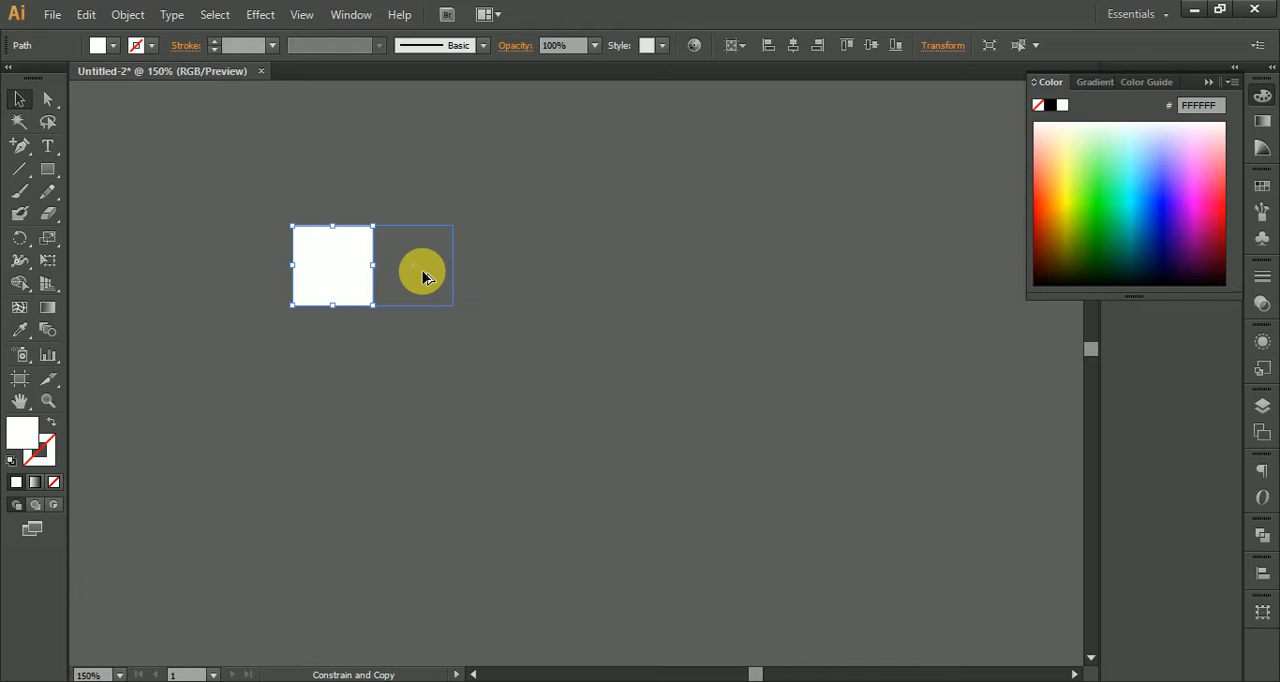 Ai File Edit Object Type Select Effect View Window Help Br Essentials
Path Stroke: Basic Opacity: 100% Style: Transform
Untitled-2* @ 150% (RGB/Preview) ×
Color Gradient Color Guide
# FFFFFF
T
150% 1 Constrain and Copy